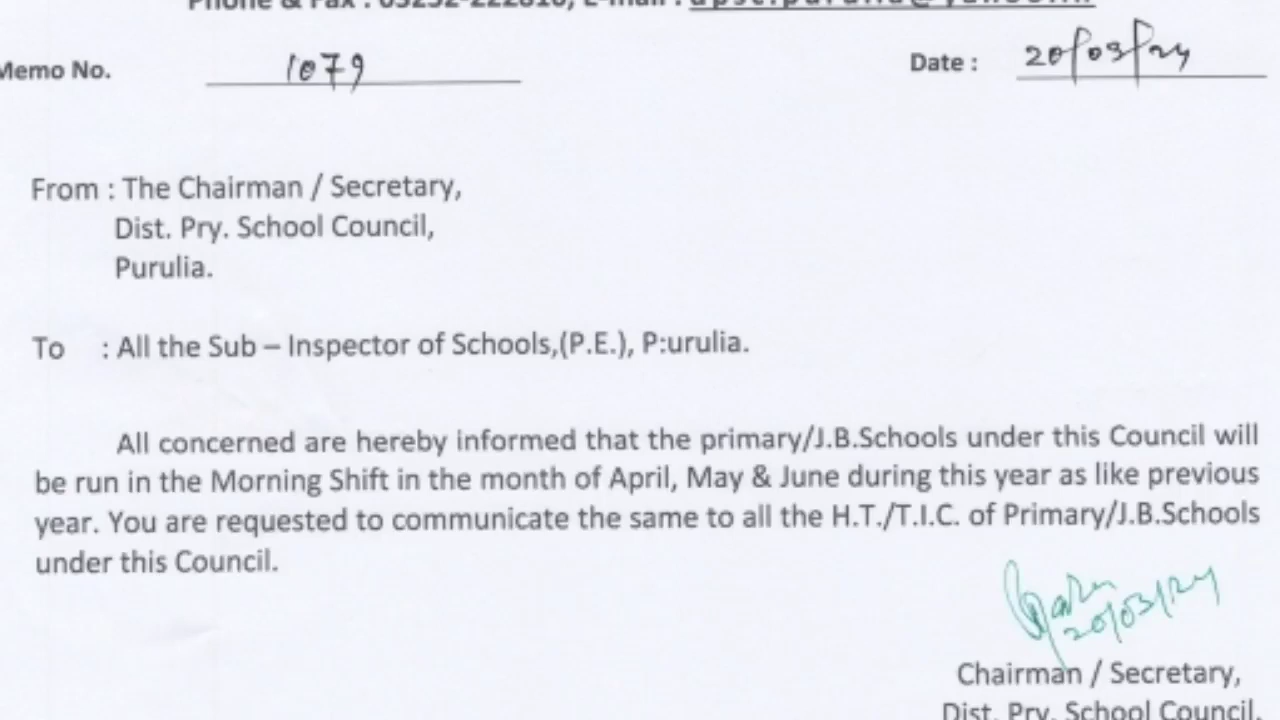 Memo No. 1079 Date : 20/03/24
From : The Chairman / Secretary,
Dist. Pry. School Council,
Purulia.
To : All the Sub – Inspector of Schools,(P.E.), P:urulia.
All concerned are hereby informed that the primary/J.B.Schools under this Council will
be run in the Morning Shift in the month of April, May & June during this year as like previous
year. You are requested to communicate the same to all the H.T./T.I.C. of Primary/J.B.Schools
under this Council.
20/03/24
Chairman / Secretary,
Dist. Pry. School Council,